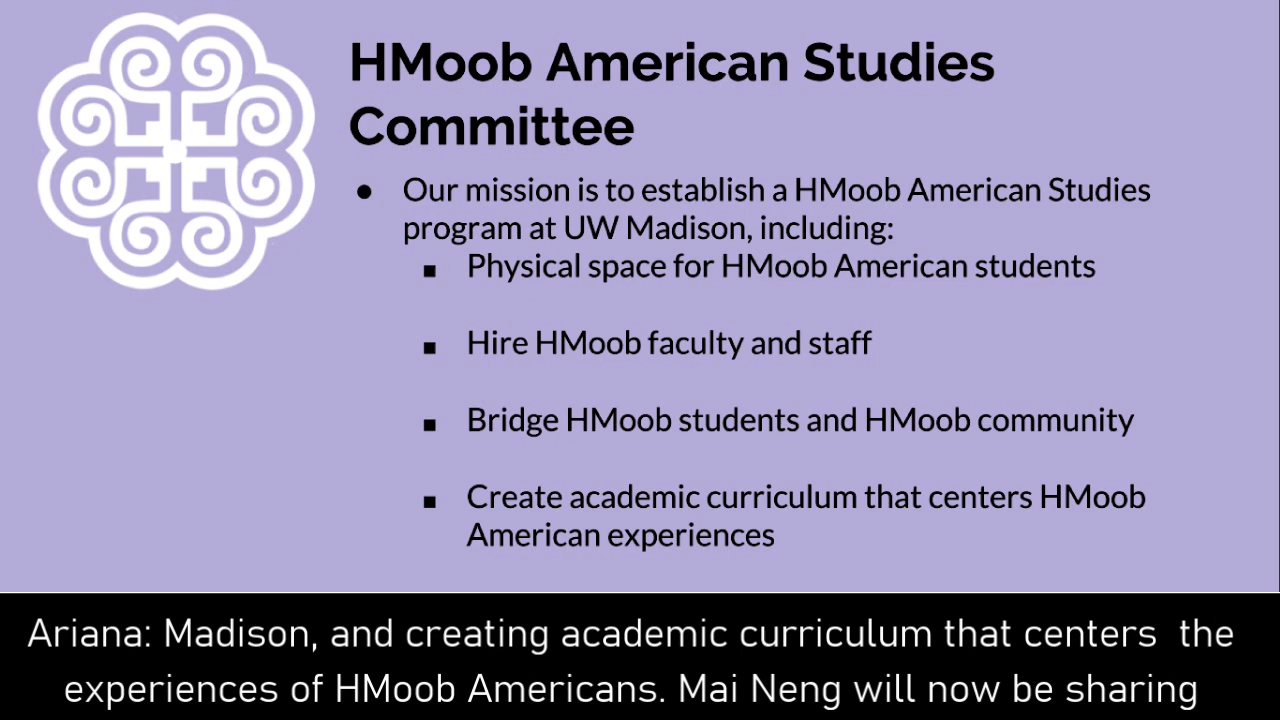 HMoob American Studies
Committee
● Our mission is to establish a HMoob American Studies
program at UW Madison, including:
■ Physical space for HMoob American students
■ Hire HMoob faculty and staff
■ Bridge HMoob students and HMoob community
■ Create academic curriculum that centers HMoob
American experiences
Ariana: Madison, and creating academic curriculum that centers the
experiences of HMoob Americans. Mai Neng will now be sharing